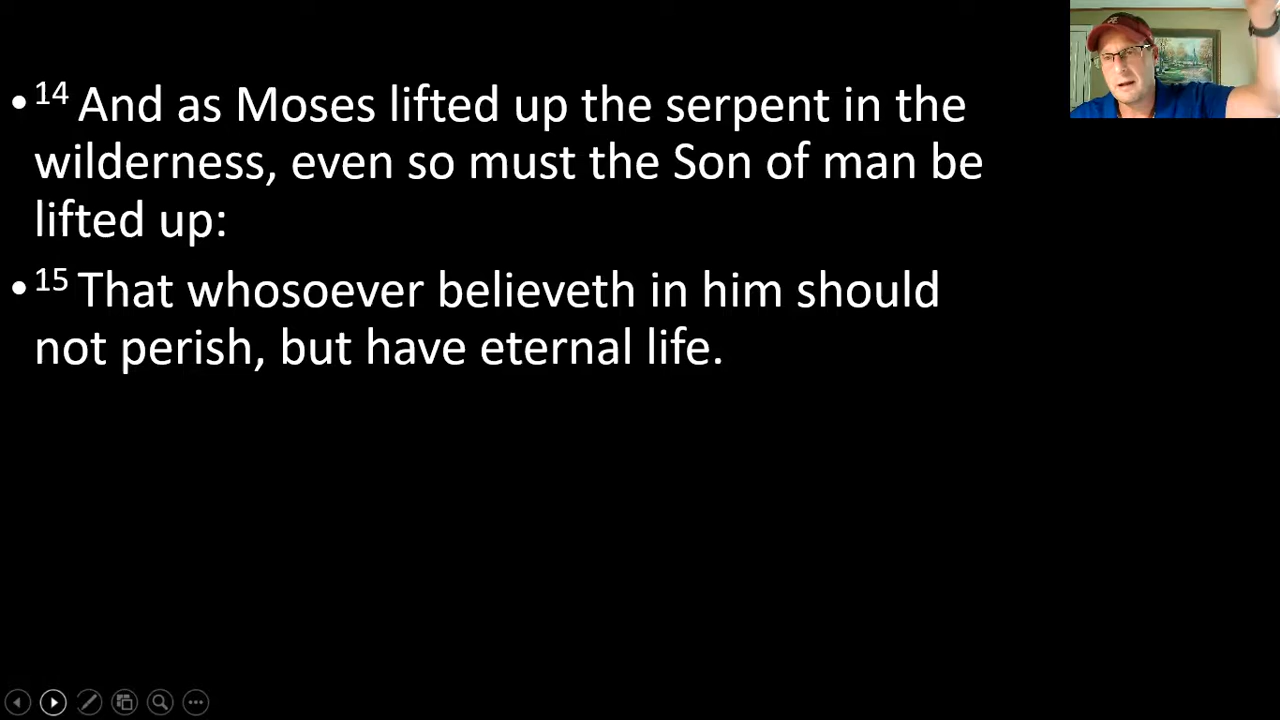 • 14 And as Moses lifted up the serpent in the
wilderness, even so must the Son of man be
lifted up:
• 15 That whosoever believeth in him should
not perish, but have eternal life.